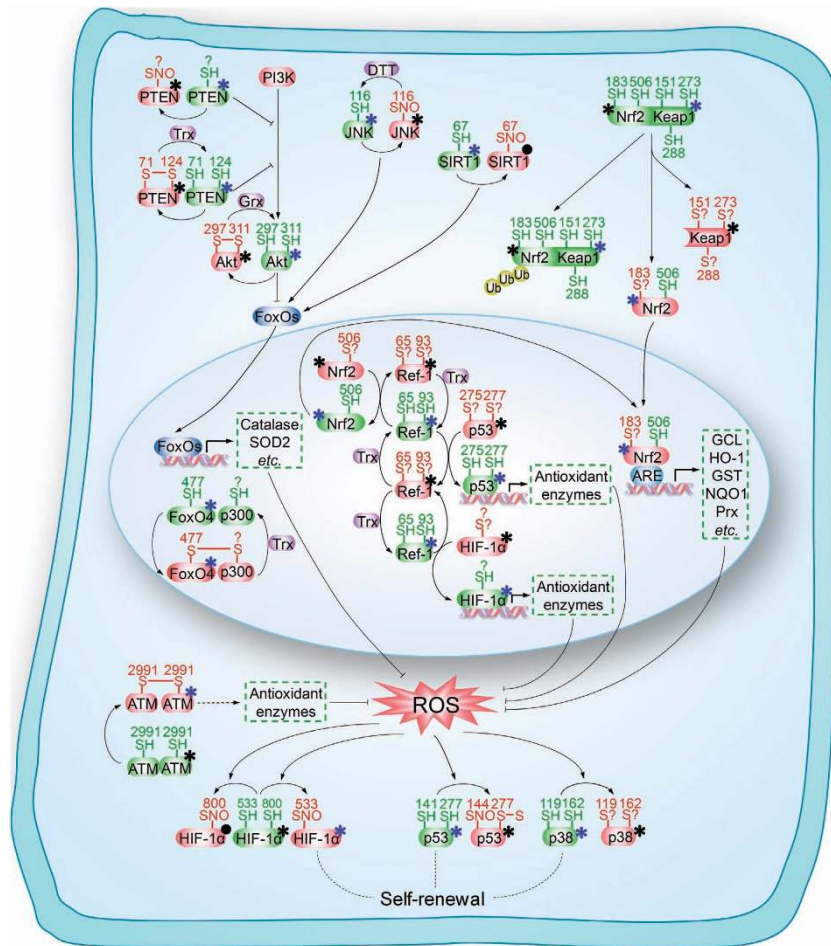 ?
SNO
PTEN*
?
SH
PTEN*
PI3K
Trx
71 124
S—S
PTEN*
71 124
SH SH
PTEN*
Grx
297 311
S—S
Akt*
297 311
SH SH
Akt*
FoxOs
DTT
116
SH
JNK*
116
SNO
JNK*
67
SH
SIRT1*
67
SNO
SIRT1●
183 506 151 273
SH SH SH SH
*Nrf2 Keap1*
SH
288
183 506 151 273
SH SH SH SH
*Nrf2 Keap1*
SH
288
Ub Ub Ub
151 273
S? S?
Keap1*
S?
288
183 506
S? SH
*Nrf2
506
S?
*Nrf2
506
SH
*Nrf2
65 93
S? S?
Ref-1*
Trx
65 93
SH SH
Ref-1*
275 277
S? S?
p53*
Trx
65 93
S? S?
Ref-1*
275 277
SH SH
p53*
Antioxidant
enzymes
Trx
65 93
SH SH
Ref-1*
?
S?
HIF-1α*
?
SH
HIF-1α*
Antioxidant
enzymes
FoxOs
Catalase
SOD2
etc.
477
SH
FoxO4*
?
SH
p300
477 ?
S—S
FoxO4* p300
Trx
183 506
S? SH
*Nrf2
ARE
GCL
HO-1
GST
NQO1
Prx
etc.
2991 2991
S—S
ATM ATM*
Antioxidant
enzymes
2991 2991
SH SH
ATM ATM*
ROS
800
SNO
HIF-1α●
533 800
SH SH
HIF-1α*
533
SNO
HIF-1α*
141 277
SH SH
p53*
144 277
SNO S—S
p53*
119 162
SH SH
p38*
119 162
S? S?
p38*
Self-renewal